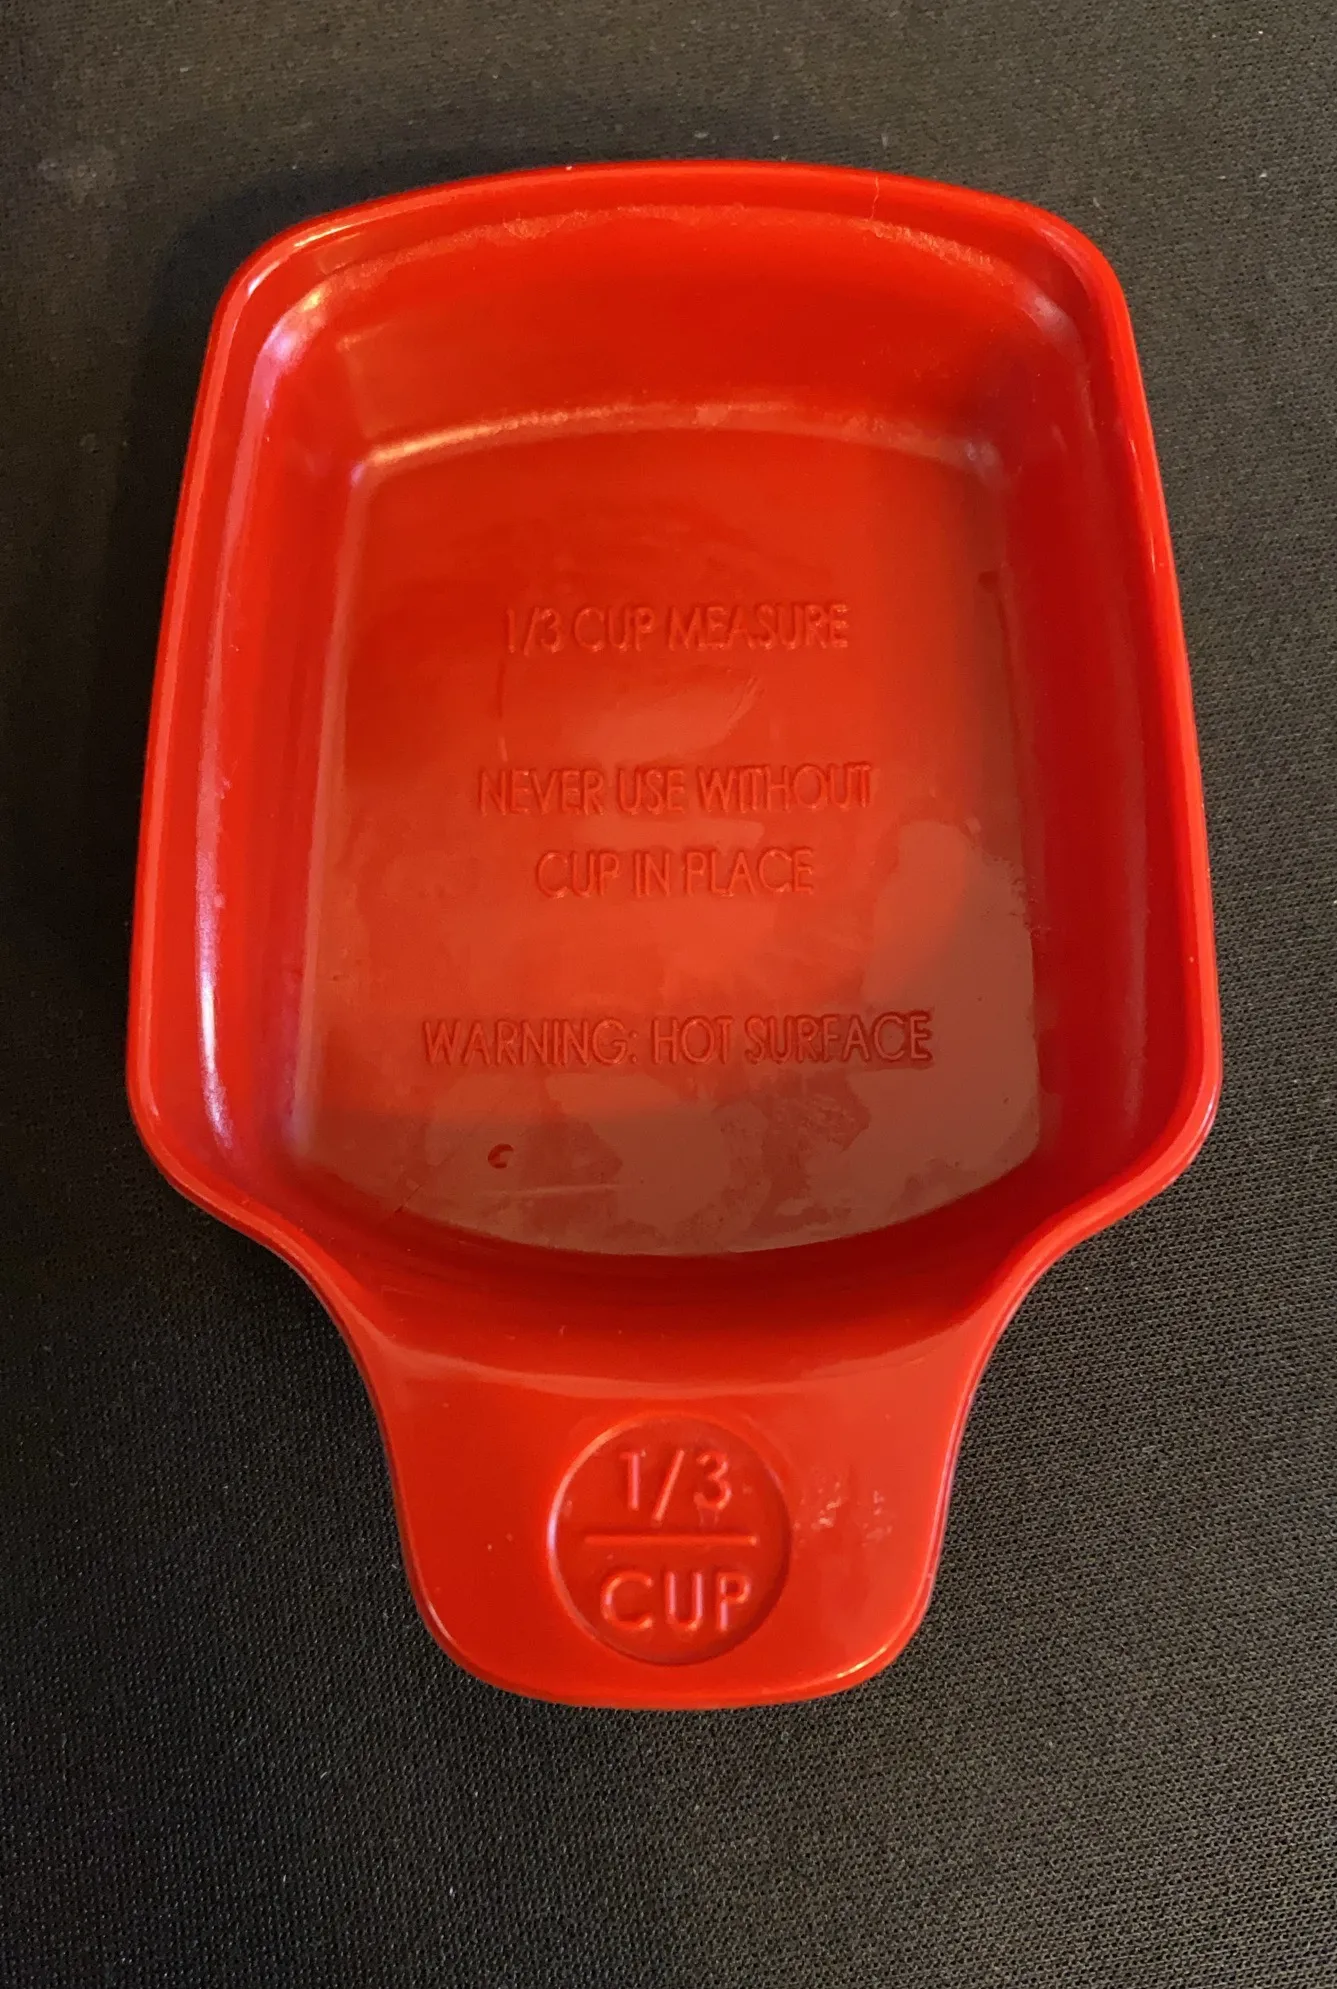 1/3 CUP MEASURE
NEVER USE WITHOUT
CUP IN PLACE
WARNING: HOT SURFACE
1/3
CUP